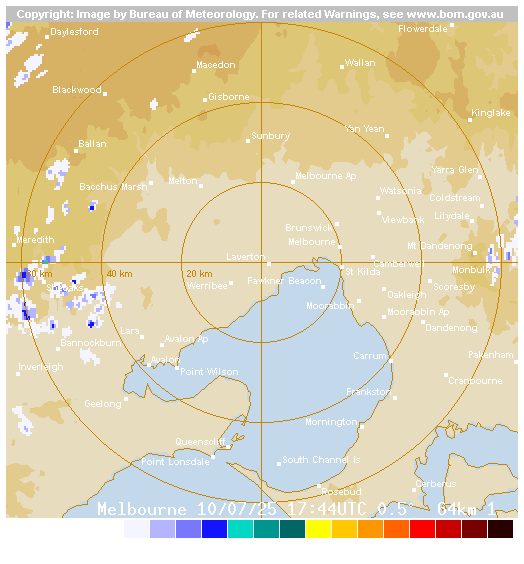 Copyright: Image by Bureau of Meteorology. For related Warnings, see www.bom.gov.au
Flowerdale
Daylesford
Macedon
Wallan
Blackwood
Gisborne
Kinglake
Yan Yean
Sunbury
Ballan
Yarra Glen
Melbourne Ap
Melton
Bacchus Marsh
Watsonia
Coldstream
Viewbank
Lilydale
Brunswick
Meredith
Melbourne
Mt Dandenong
Laverton
Camberwell
St Kilda
Monbulk
40 km
20 km
Werribee
Fawkner Beacon
Scoresby
Oakleigh
Moorabbin
Moorabbin Ap
Dandenong
Lara
Avalon Ap
Bannockburn
Carrum
Pakenham
Avalon
Inverleigh
Point Wilson
Cranbourne
Frankston
Geelong
Mornington
Queenscliff
Point Lonsdale
South Channel Is
Cerberus
Rosebud
Melbourne 10/07/25 17:44UTC 0.5° 64km 1